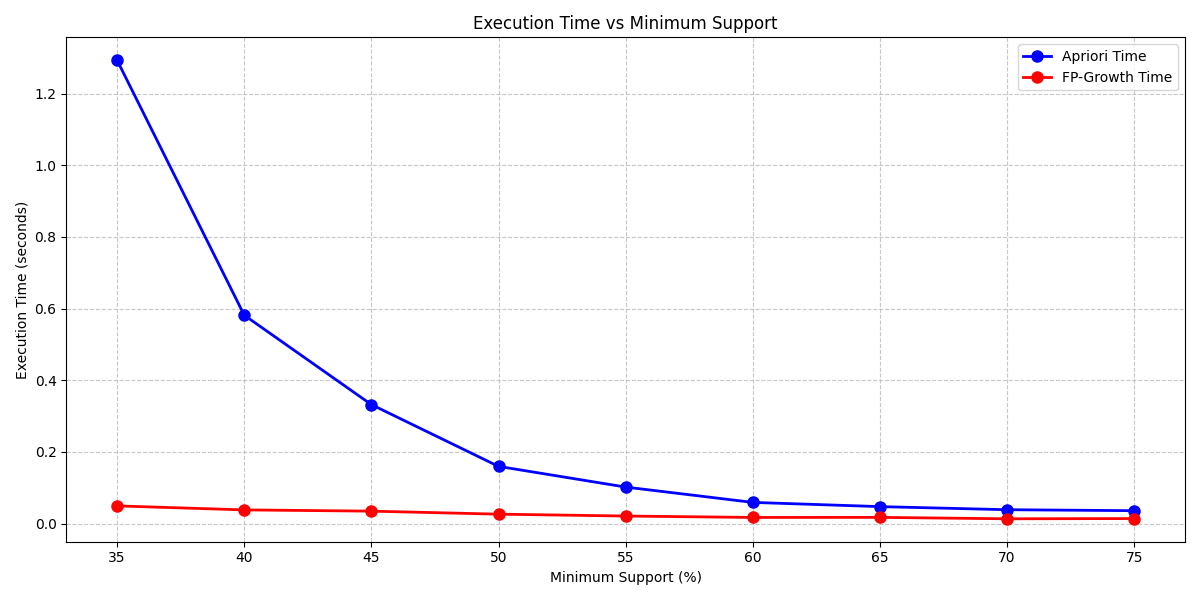 Execution Time vs Minimum Support
Apriori Time
FP-Growth Time
Execution Time (seconds)
1.2
1.0
0.8
0.6
0.4
0.2
0.0
35 40 45 50 55 60 65 70 75
Minimum Support (%)